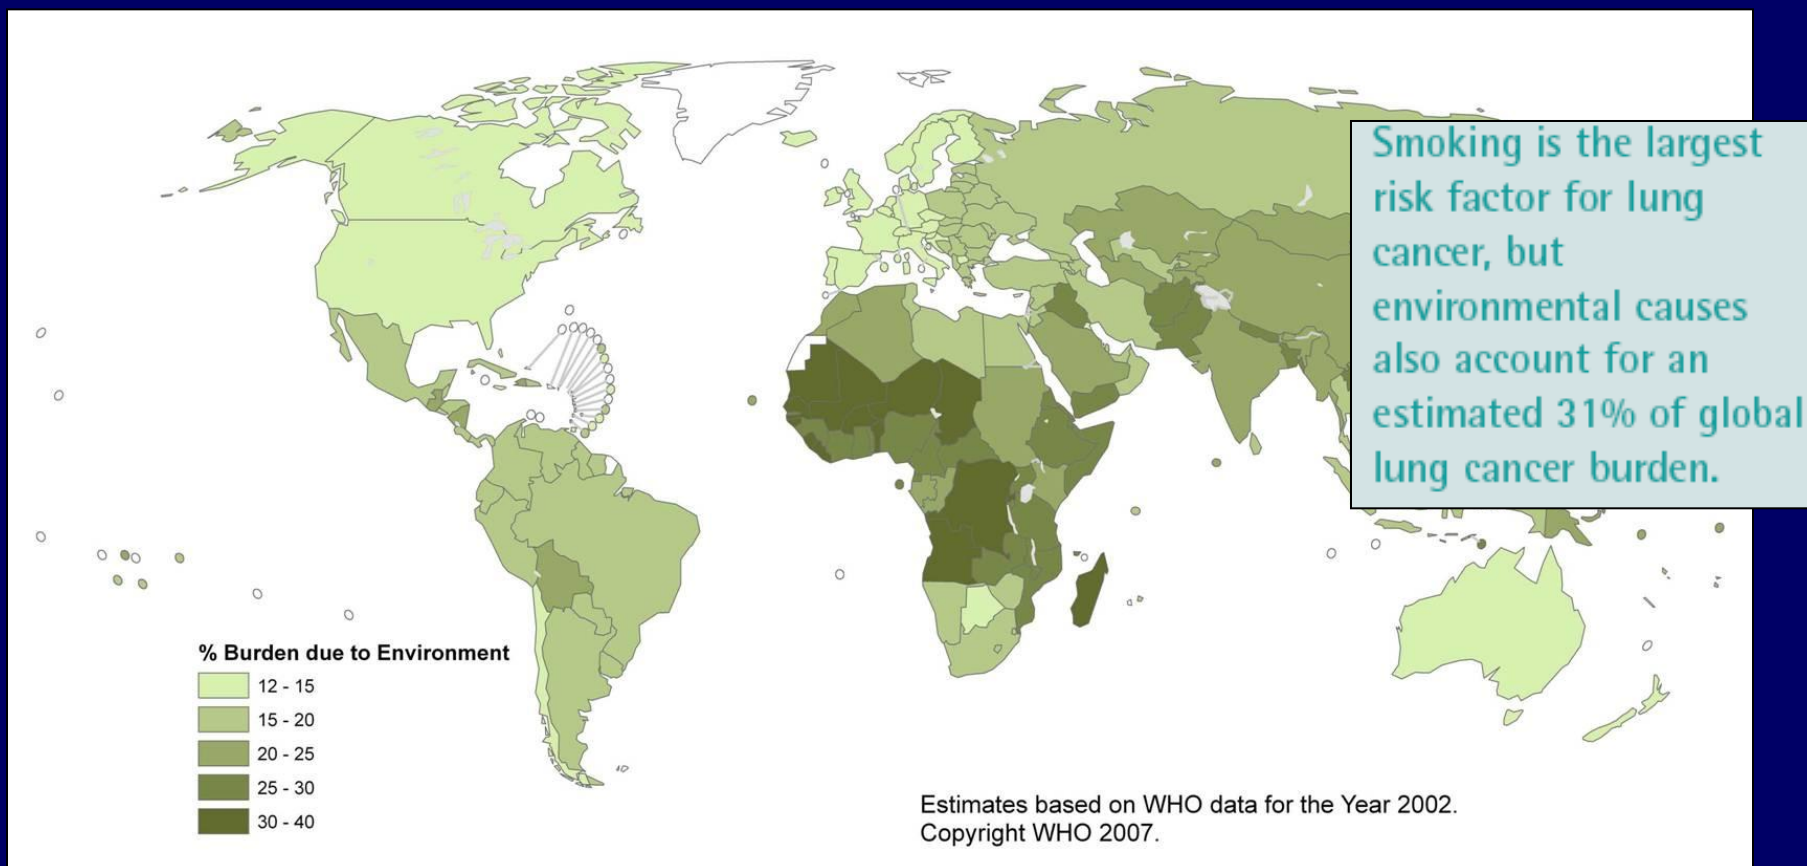 Smoking is the largest
risk factor for lung
cancer, but
environmental causes
also account for an
estimated 31% of global
lung cancer burden.
% Burden due to Environment
12 - 15
15 - 20
20 - 25
25 - 30
30 - 40
Estimates based on WHO data for the Year 2002.
Copyright WHO 2007.